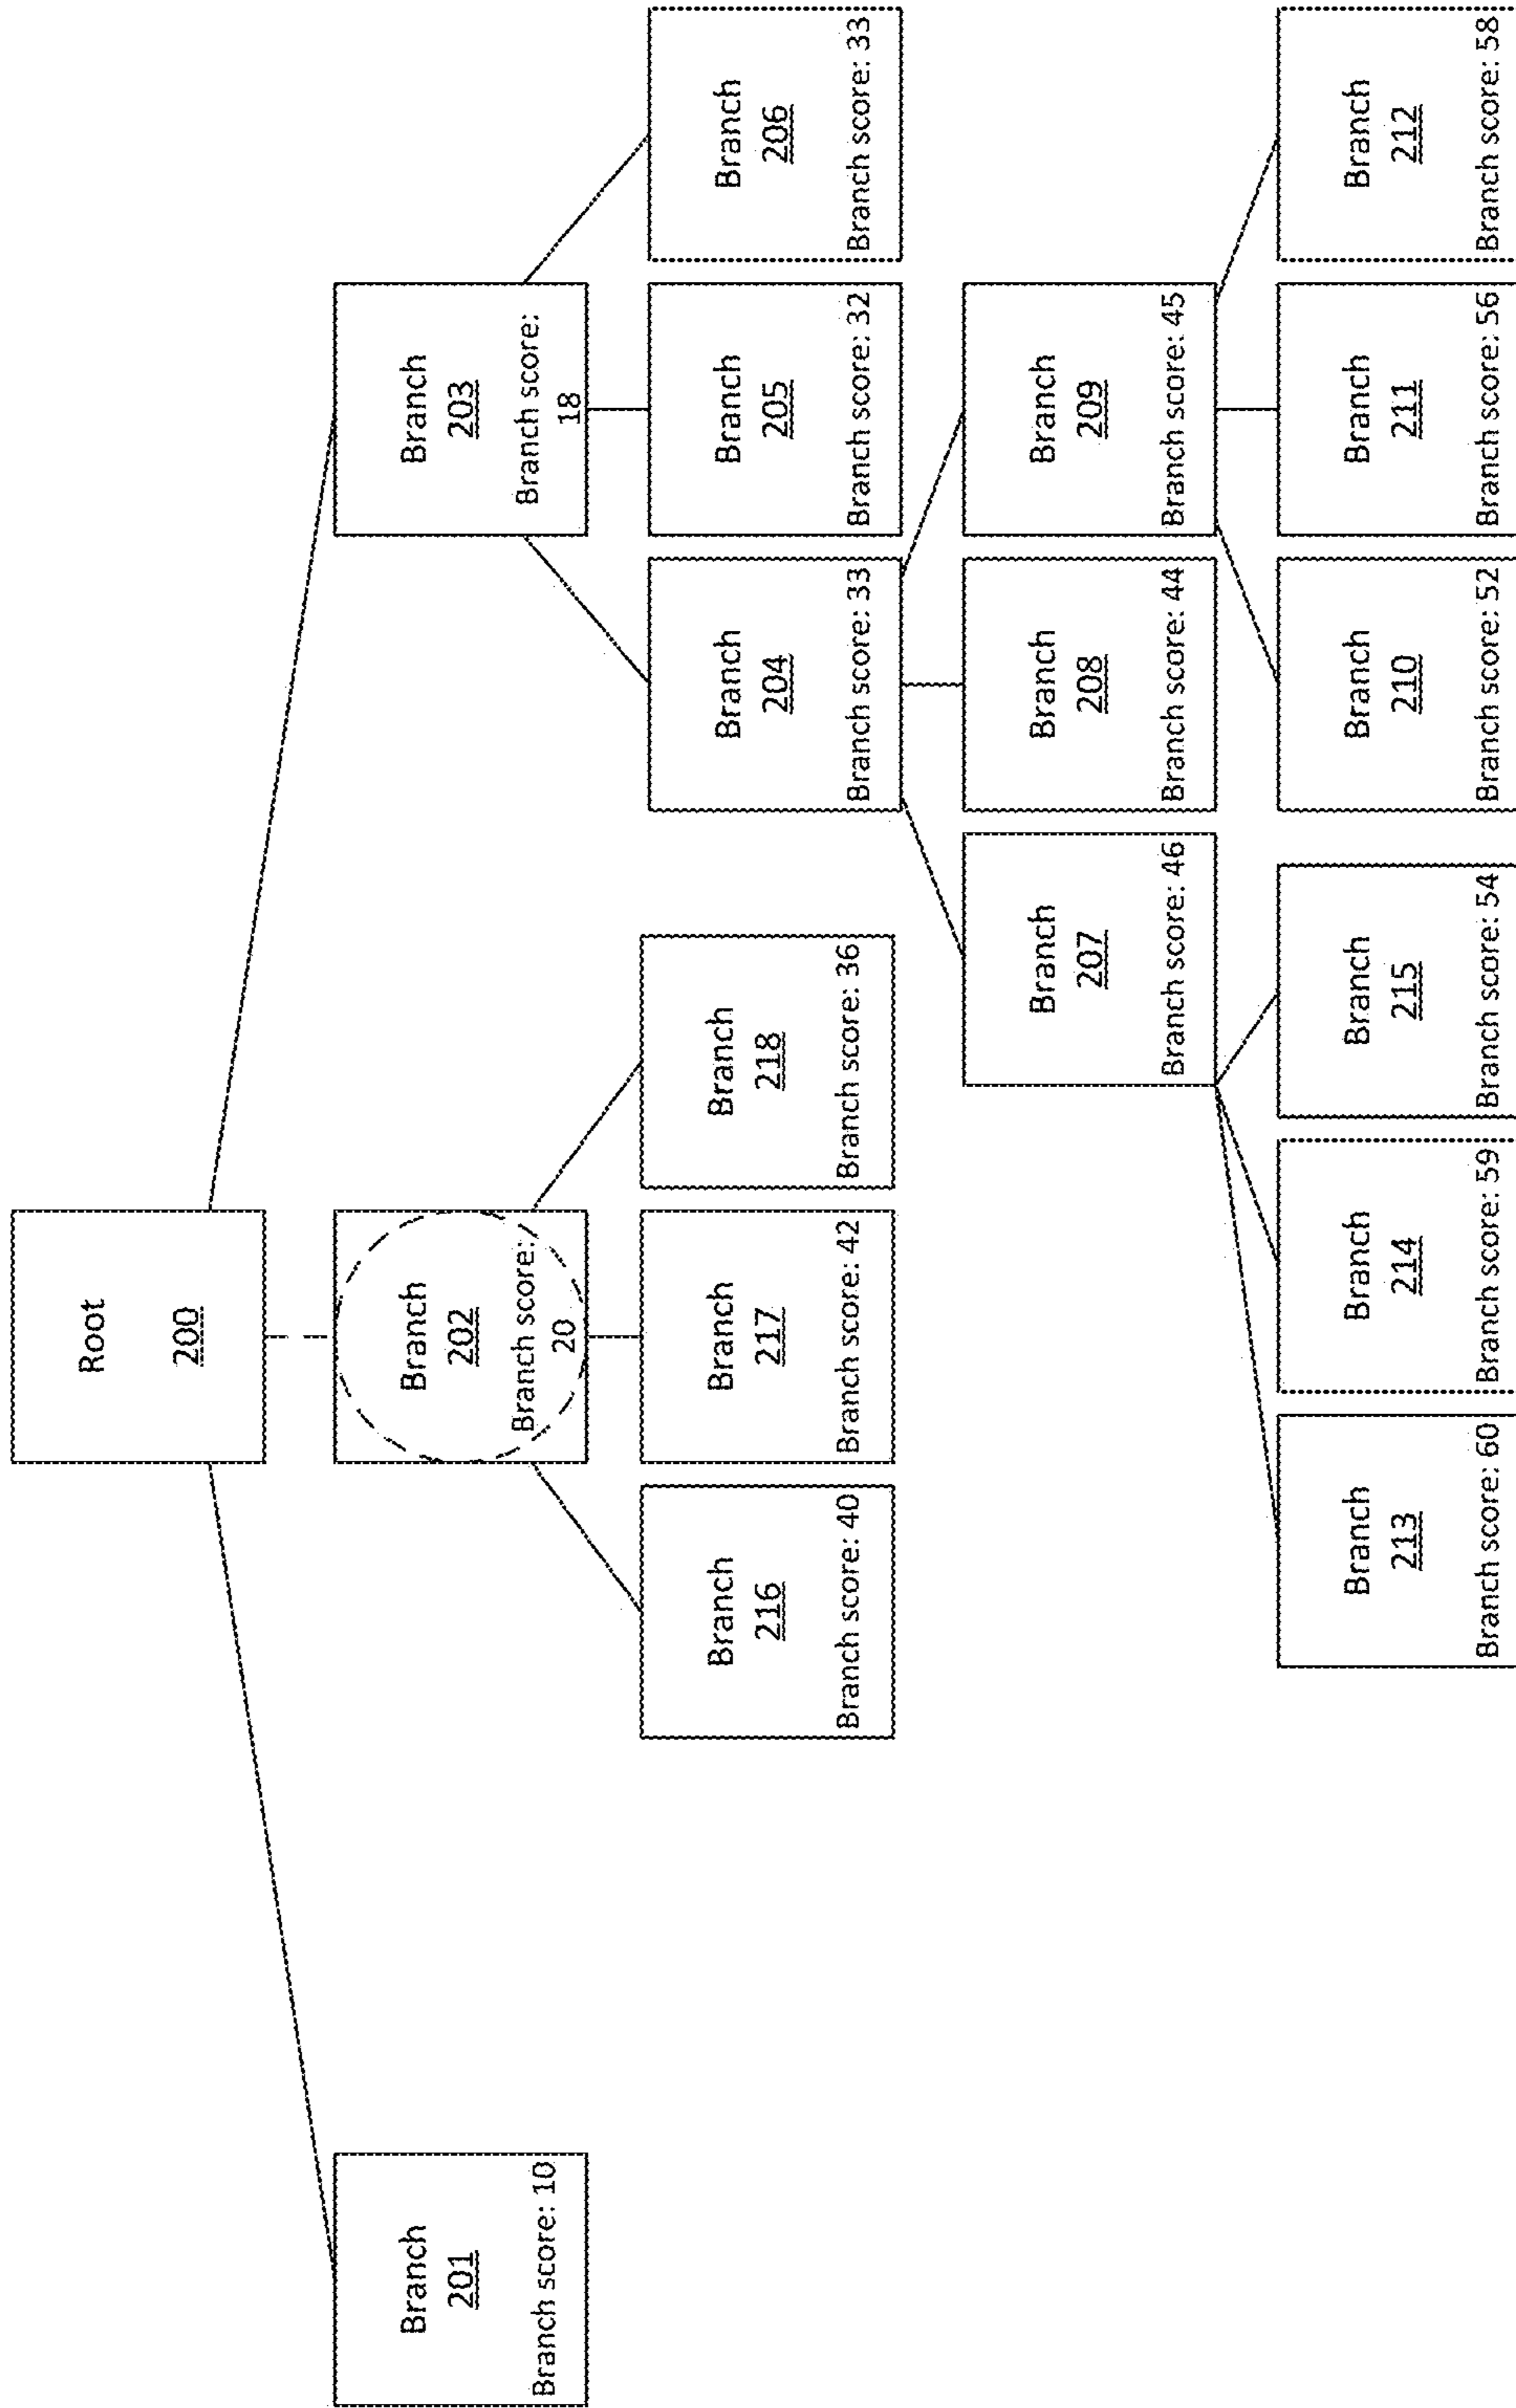 Root
200
Branch
201
Branch score: 10
Branch
202
Branch score:
20
Branch
203
Branch score:
18
Branch
216
Branch score: 40
Branch
217
Branch score: 42
Branch
218
Branch score: 36
Branch
204
Branch score: 33
Branch
205
Branch score: 32
Branch
206
Branch score: 33
Branch
207
Branch score: 46
Branch
208
Branch score: 44
Branch
209
Branch score: 45
Branch
213
Branch score: 60
Branch
214
Branch score: 59
Branch
215
Branch score: 54
Branch
210
Branch score: 52
Branch
211
Branch score: 56
Branch
212
Branch score: 58